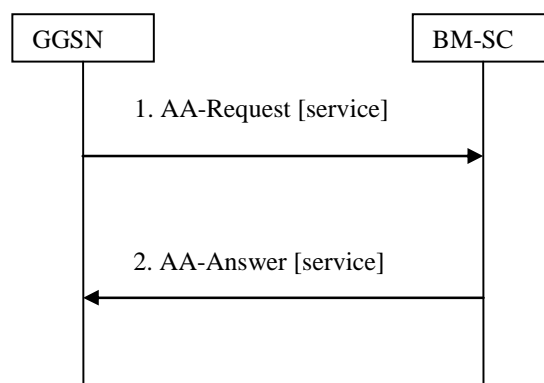 GGSN
BM-SC
1. AA-Request [service]
2. AA-Answer [service]